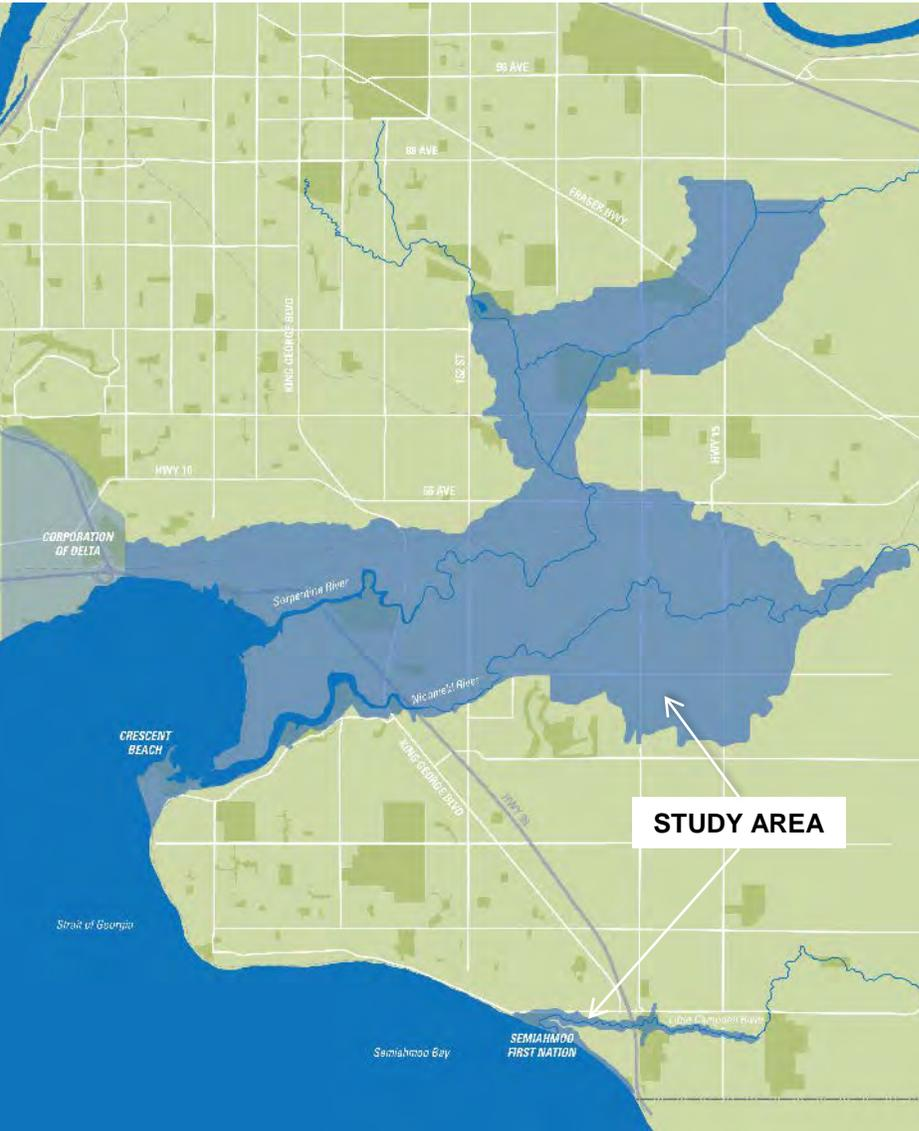 96 AVE
88 AVE
FRASER HWY
KING GEORGE BLVD
152 ST
HWY 15
HWY 10
56 AVE
CORPORATION
OF DELTA
Serpentine River
Nicomekl River
CRESCENT
BEACH
KING GEORGE BLVD
HWY 99
STUDY AREA
Strait of Georgia
Little Campbell River
SEMIAHMOO
FIRST NATION
Semiahmoo Bay